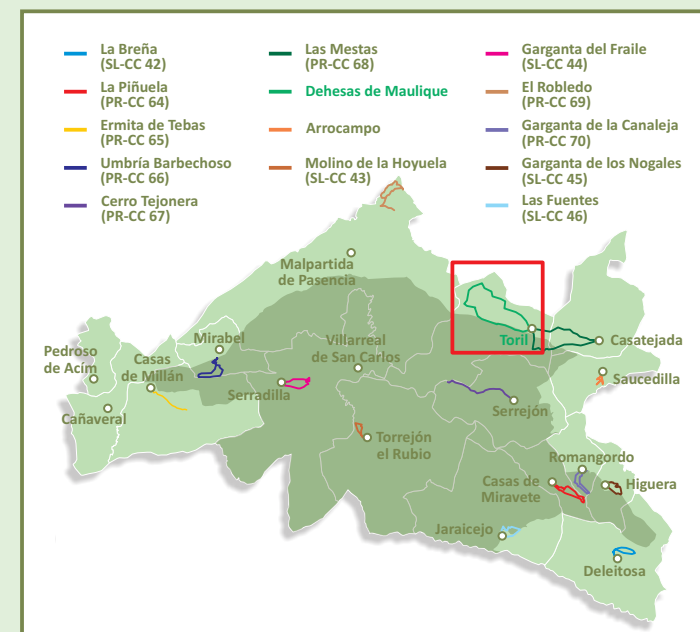 La Breña
(SL-CC 42)
La Piñuela
(PR-CC 64)
Ermita de Tebas
(PR-CC 65)
Umbría Barbechoso
(PR-CC 66)
Cerro Tejonera
(PR-CC 67)
Las Mestas
(PR-CC 68)
Dehesas de Maulique
Arrocampo
Molino de la Hoyuela
(SL-CC 43)
Garganta del Fraile
(SL-CC 44)
El Robledo
(PR-CC 69)
Garganta de la Canaleja
(PR-CC 70)
Garganta de los Nogales
(SL-CC 45)
Las Fuentes
(SL-CC 46)
Malpartida
de Pasencia
Mirabel
Villarreal
de San Carlos
Toril
Casatejada
Pedroso
de Acím
Casas
de Millán
Serradilla
Saucedilla
Cañaveral
Serrejón
Torrejón
el Rubio
Romangordo
Casas de
Miravete
Higuera
Jaraicejo
Deleitosa